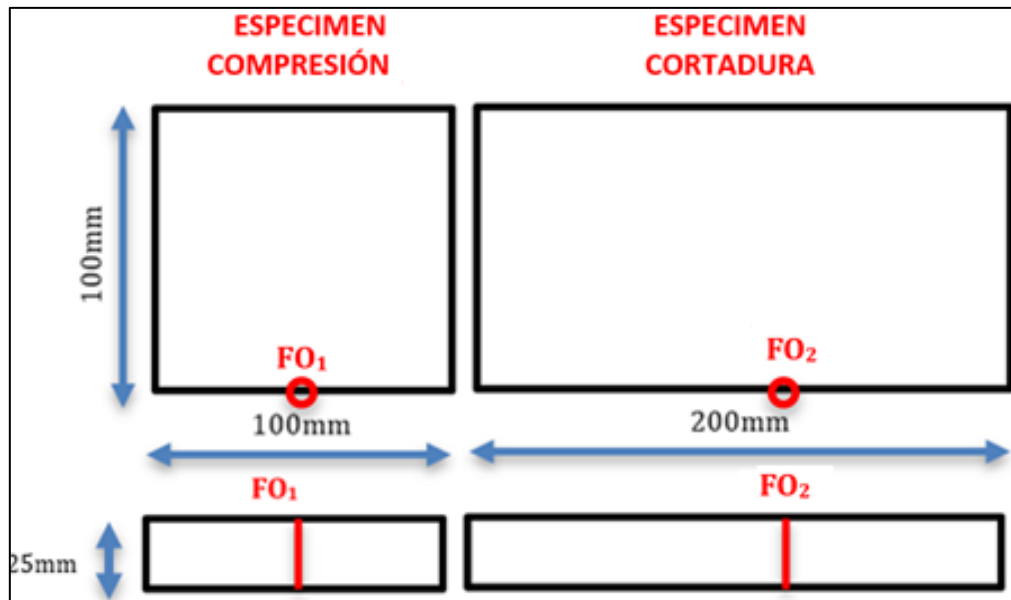 ESPECIMEN
COMPRESIÓN
ESPECIMEN
CORTADURA
100mm
FO₁
FO₂
100mm
200mm
FO₁
FO₂
25mm